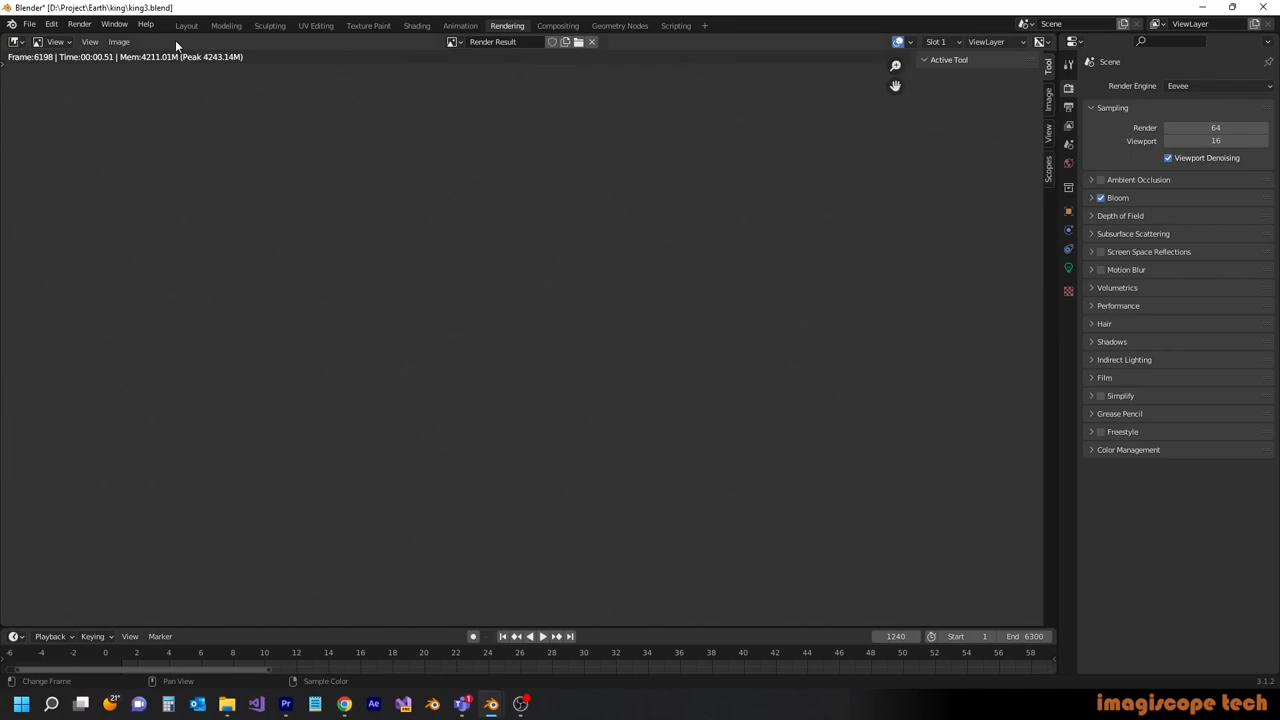 Blender* [D:\Project\Earth\king\king3.blend]
File Edit Render Window Help Layout Modeling Sculpting UV Editing Texture Paint Shading Animation Rendering Compositing Geometry Nodes Scripting + Scene ViewLayer
View View Image Render Result Slot 1 ViewLayer
Frame:6198 | Time:00:00.51 | Mem:4211.01M (Peak 4243.14M)
Active Tool
Tool
Image
View
Scopes
Scene
Render Engine Eevee
Sampling
Render 64
Viewport 16
Viewport Denoising
Ambient Occlusion
Bloom
Depth of Field
Subsurface Scattering
Screen Space Reflections
Motion Blur
Volumetrics
Performance
Hair
Shadows
Indirect Lighting
Film
Simplify
Grease Pencil
Freestyle
Color Management
Playback Keying View Marker 1240 Start 1 End 6300
-6 -4 -2 0 2 4 6 8 10 12 14 16 18 20 22 24 26 28 30 32 34 36 38 40 42 44 46 48 50 52 54 56 58
Change Frame Pan View Sample Color 3.1.2
21°
1
imagiscope tech